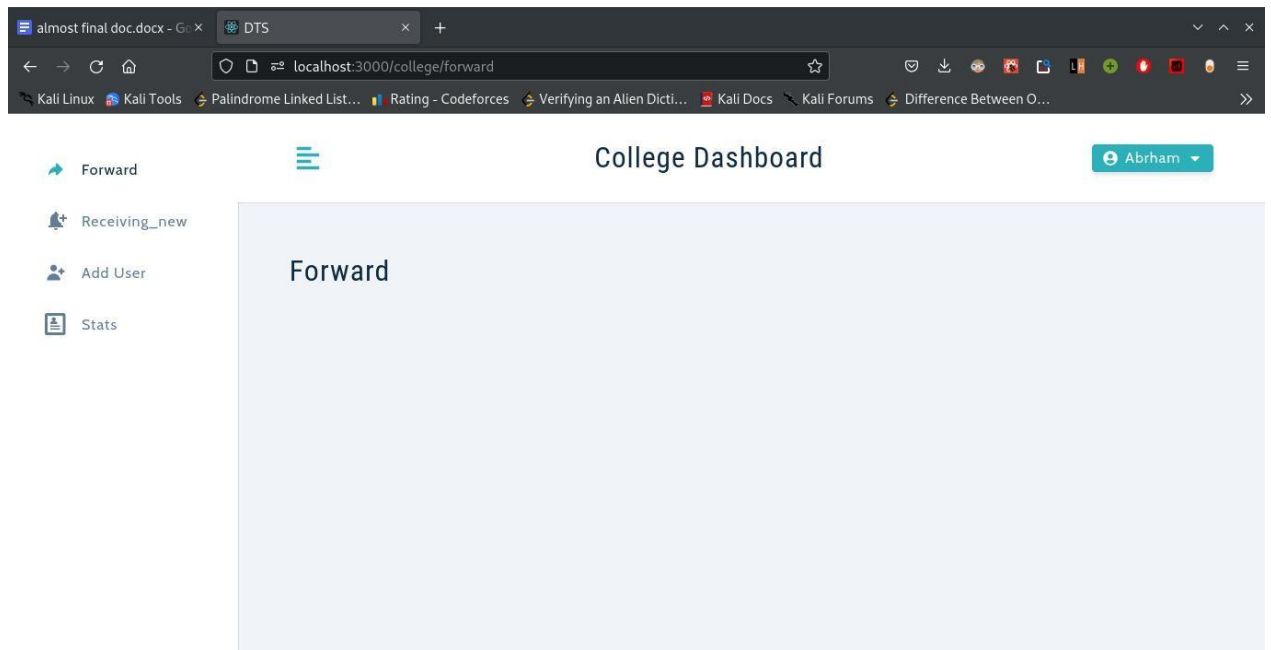 almost final doc.docx - Go
DTS
localhost:3000/college/forward
Kali Linux Kali Tools Palindrome Linked List... Rating - Codeforces Verifying an Alien Dicti... Kali Docs Kali Forums Difference Between O...
Forward
College Dashboard
Abrham
Receiving_new
Add User
Forward
Stats